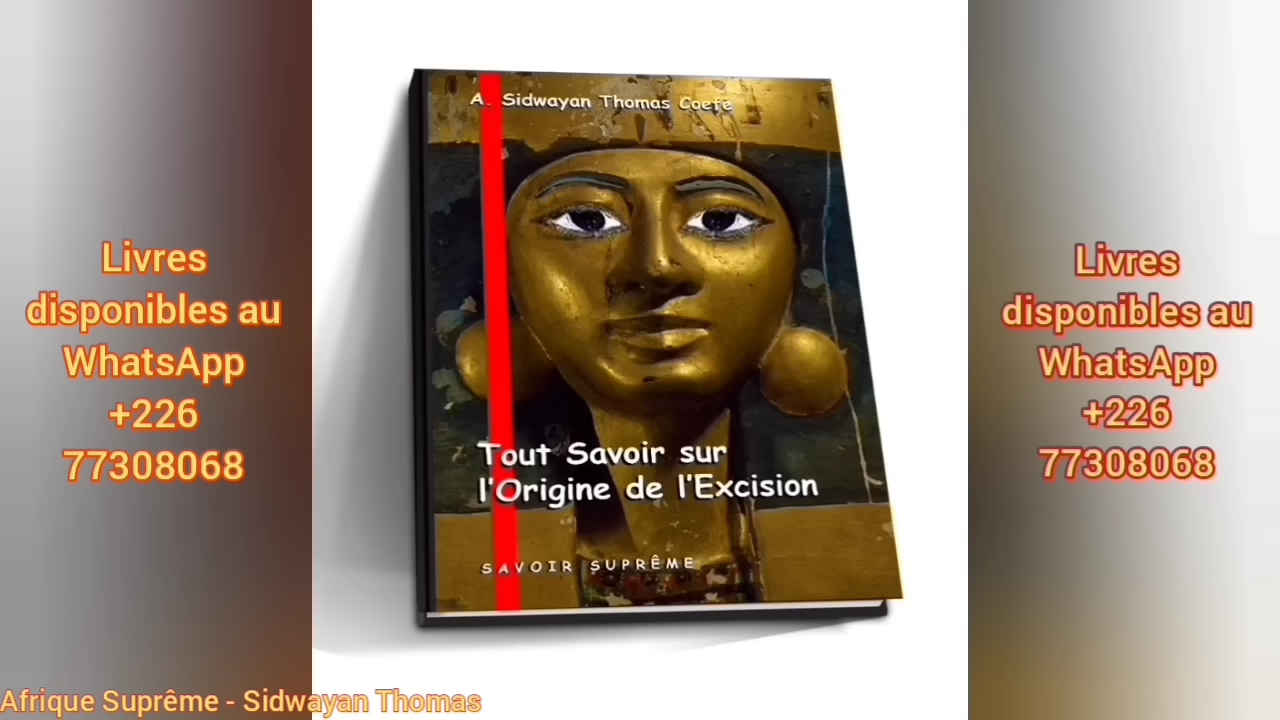 Livres
disponibles au
WhatsApp
+226
77308068
A. Sidwayan Thomas Coefé
Tout Savoir sur
l'Origine de l'Excision
SAVOIR SUPRÊME
Livres
disponibles au
WhatsApp
+226
77308068
Afrique Suprême - Sidwayan Thomas